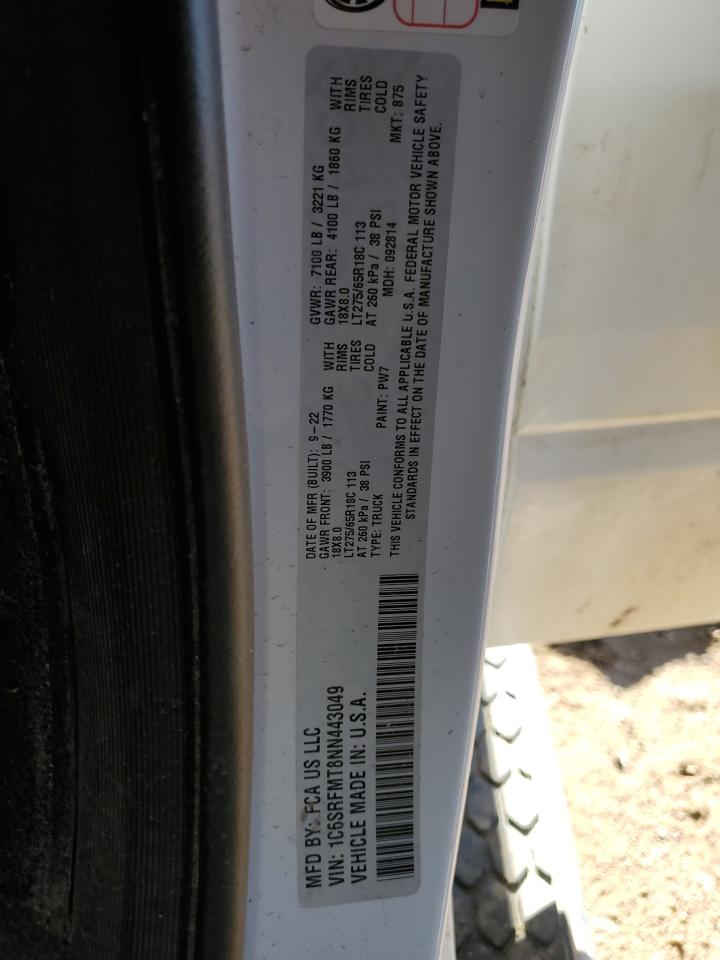 MFD BY: FCA US LLC
VIN: 1C6SRFMT8NN443049
VEHICLE MADE IN: U.S.A.
DATE OF MFR (BUILT): 9-22 GVWR: 7100 LB / 3221 KG
GAWR FRONT: 3900 LB / 1770 KG WITH GAWR REAR: 4100 LB / 1860 KG WITH
18X8.0 RIMS 18X8.0 RIMS
LT275/65R18C 113 TIRES LT275/65R18C 113 TIRES
AT 260 kPa / 38 PSI COLD AT 260 kPa / 38 PSI COLD
TYPE: TRUCK PAINT: PW7 MDH: 092814 MKT: 875
THIS VEHICLE CONFORMS TO ALL APPLICABLE U.S.A. FEDERAL MOTOR VEHICLE SAFETY
STANDARDS IN EFFECT ON THE DATE OF MANUFACTURE SHOWN ABOVE.